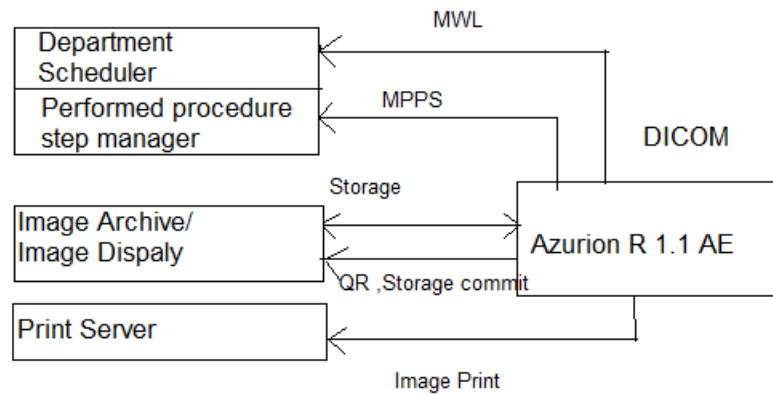 MWL
Department
Scheduler
MPPS
Performed procedure
step manager
DICOM
Storage
Image Archive/
Image Dispaly
Azurion R 1.1 AE
QR ,Storage commit
Print Server
Image Print